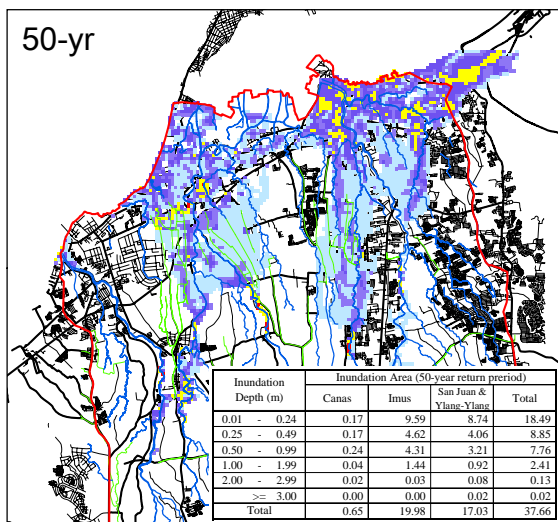 50-yr
Inundation Depth (m) Inundation Area (50-year return preriod)
Canas Imus San Juan & Ylang-Ylang Total
0.01 - 0.24 0.17 9.59 8.74 18.49
0.25 - 0.49 0.17 4.62 4.06 8.85
0.50 - 0.99 0.24 4.31 3.21 7.76
1.00 - 1.99 0.04 1.44 0.92 2.41
2.00 - 2.99 0.02 0.03 0.08 0.13
>= 3.00 0.00 0.00 0.02 0.02
Total 0.65 19.98 17.03 37.66